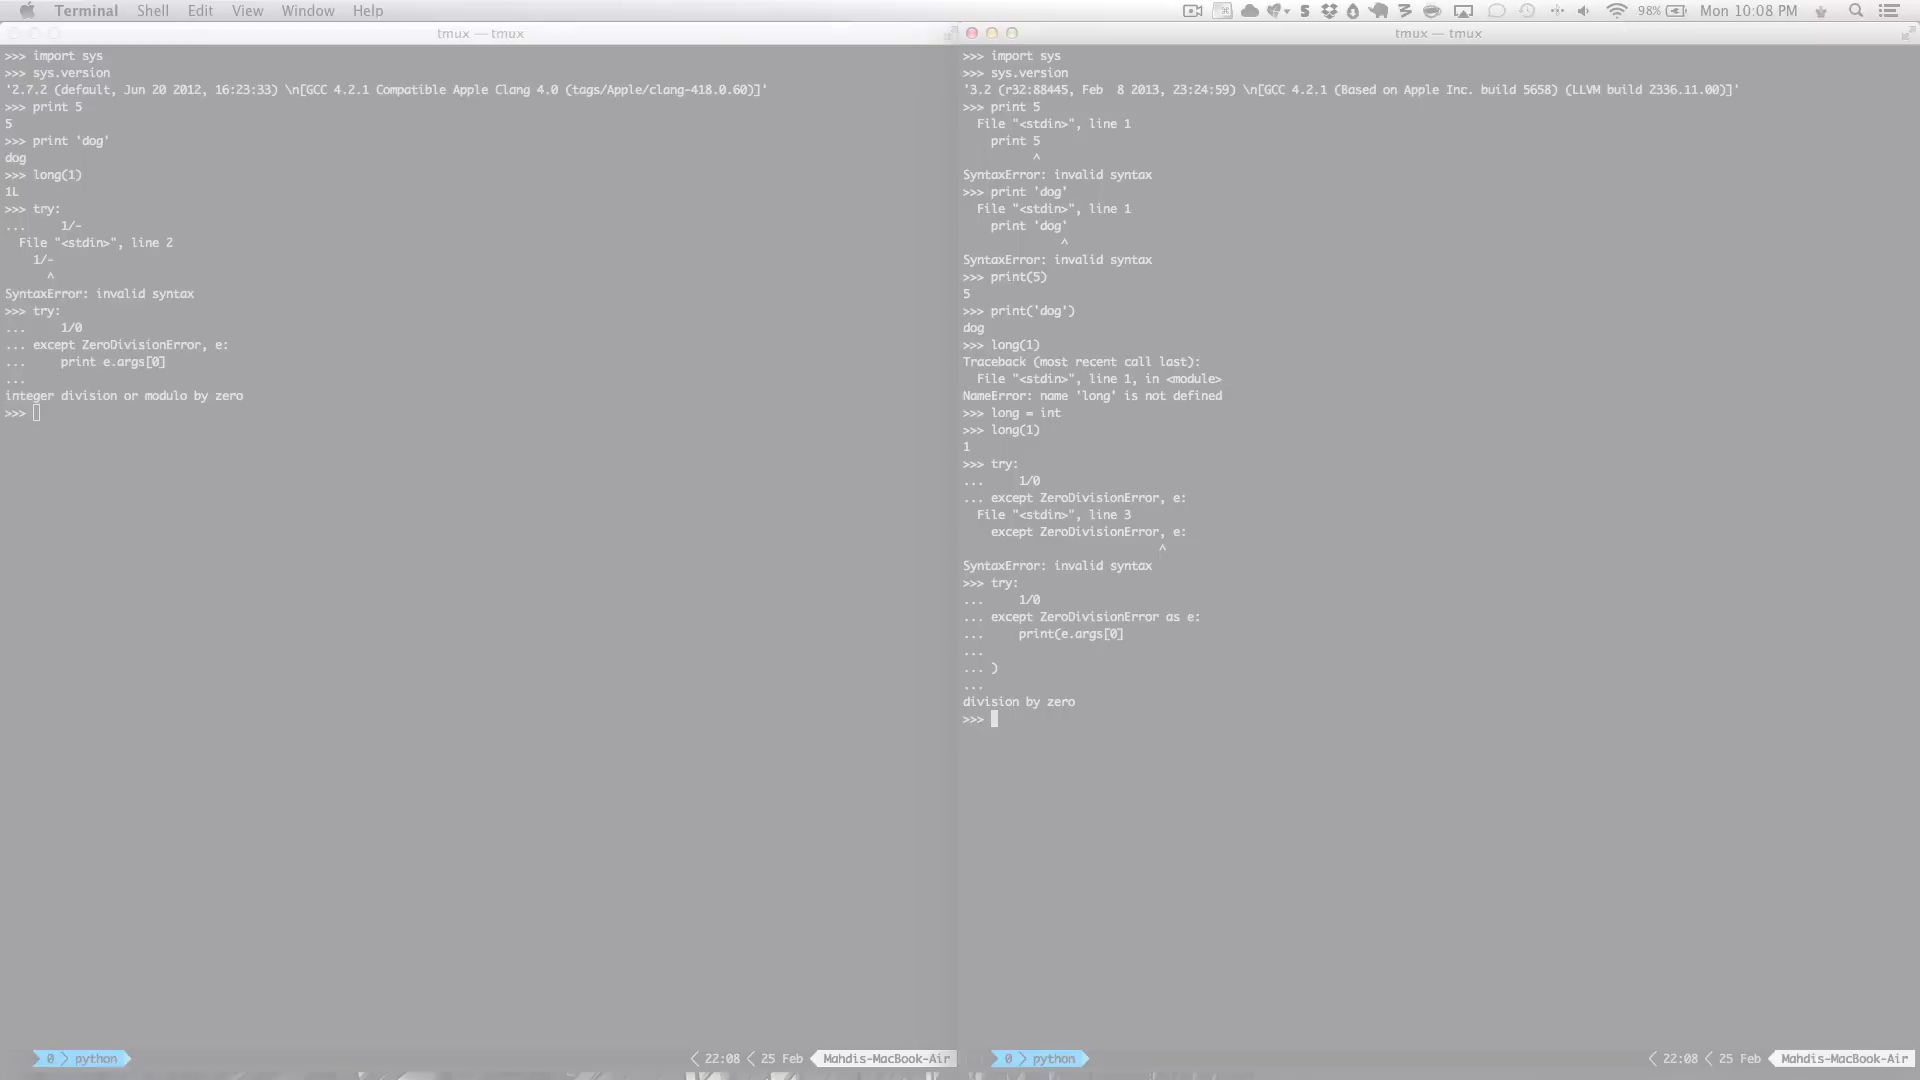 Terminal Shell Edit View Window Help 98% Mon 10:08 PM
tmux — tmux
>>> import sys
>>> sys.version
'2.7.2 (default, Jun 20 2012, 16:23:33) \n[GCC 4.2.1 Compatible Apple Clang 4.0 (tags/Apple/clang-418.0.60)]'
>>> print 5
5
>>> print 'dog'
dog
>>> long(1)
1L
>>> try:
...     1/-
  File "<stdin>", line 2
    1/-
      ^
SyntaxError: invalid syntax
>>> try:
...     1/0
... except ZeroDivisionError, e:
...     print e.args[0]
...
integer division or modulo by zero
>>>
0 python 22:08 25 Feb Mahdis-MacBook-Air
tmux — tmux
>>> import sys
>>> sys.version
'3.2 (r32:88445, Feb  8 2013, 23:24:59) \n[GCC 4.2.1 (Based on Apple Inc. build 5658) (LLVM build 2336.11.00)]'
>>> print 5
  File "<stdin>", line 1
    print 5
          ^
SyntaxError: invalid syntax
>>> print 'dog'
  File "<stdin>", line 1
    print 'dog'
              ^
SyntaxError: invalid syntax
>>> print(5)
5
>>> print('dog')
dog
>>> long(1)
Traceback (most recent call last):
  File "<stdin>", line 1, in <module>
NameError: name 'long' is not defined
>>> long = int
>>> long(1)
1
>>> try:
...     1/0
... except ZeroDivisionError, e:
  File "<stdin>", line 3
    except ZeroDivisionError, e:
                            ^
SyntaxError: invalid syntax
>>> try:
...     1/0
... except ZeroDivisionError as e:
...     print(e.args[0]
...
... )
...
division by zero
>>>
0 python 22:08 25 Feb Mahdis-MacBook-Air